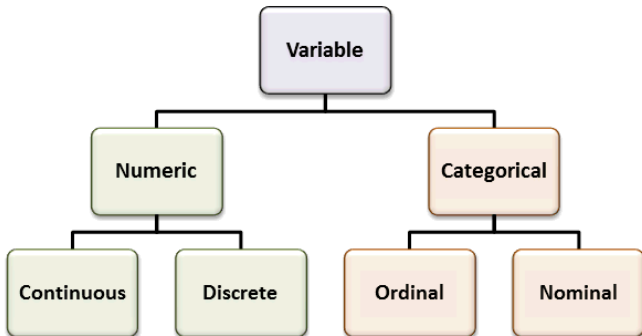 Variable
Numeric
Categorical
Continuous
Discrete
Ordinal
Nominal